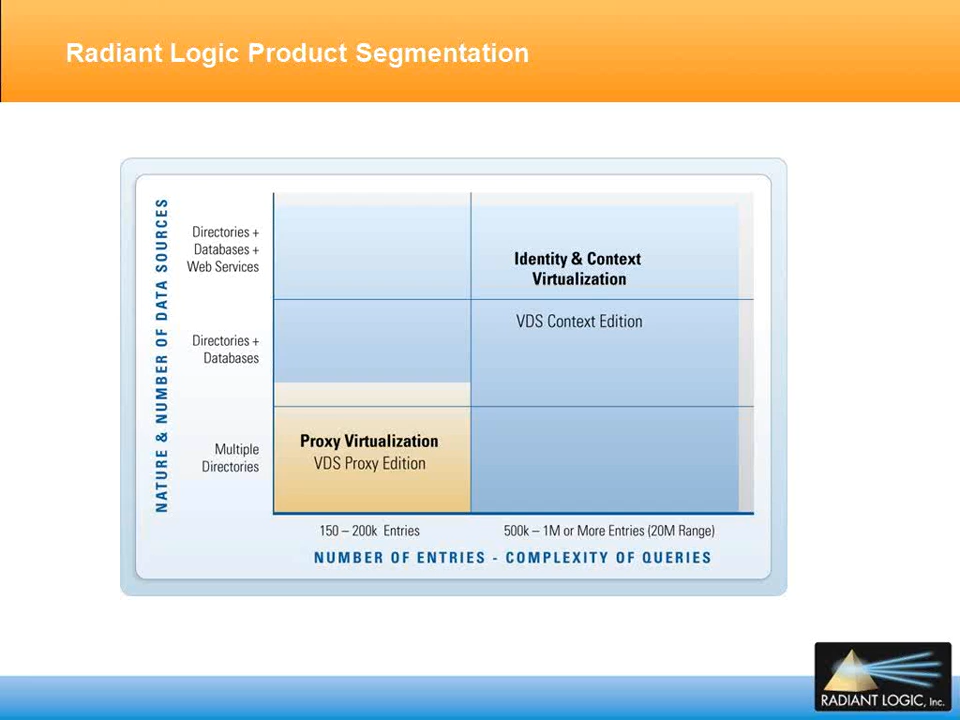 Radiant Logic Product Segmentation
NATURE & NUMBER OF DATA SOURCES
Directories +
Databases +
Web Services
Identity & Context
Virtualization
VDS Context Edition
Directories +
Databases
Multiple
Directories
Proxy Virtualization
VDS Proxy Edition
150 – 200k Entries
500k – 1M or More Entries (20M Range)
NUMBER OF ENTRIES - COMPLEXITY OF QUERIES
RADIANT LOGIC, Inc.